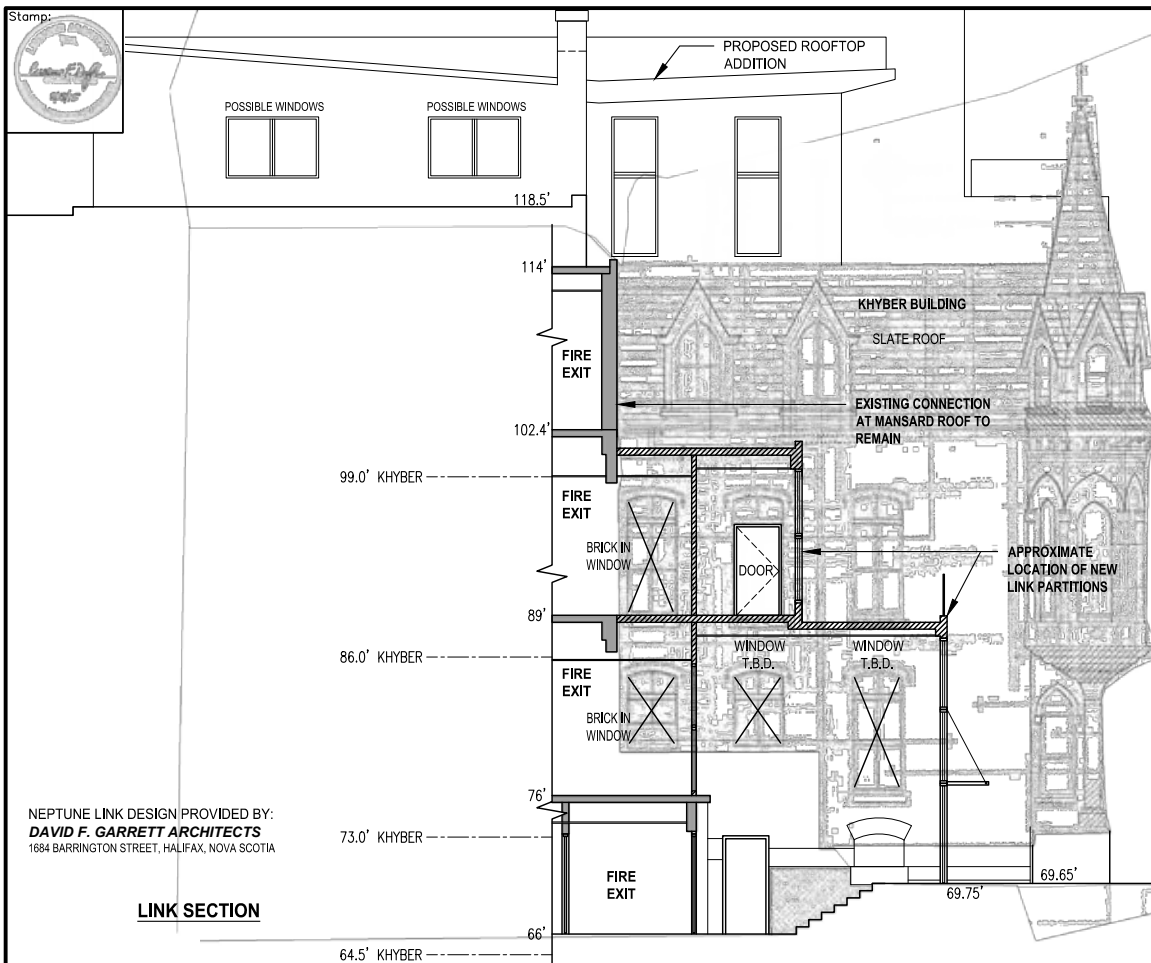 Stamp:
PROPOSED ROOFTOP
ADDITION
POSSIBLE WINDOWS
POSSIBLE WINDOWS
118.5'
114'
KHYBER BUILDING
SLATE ROOF
FIRE
EXIT
EXISTING CONNECTION
AT MANSARD ROOF TO
REMAIN
102.4'
99.0' KHYBER
FIRE
EXIT
BRICK IN
WINDOW
DOOR
APPROXIMATE
LOCATION OF NEW
LINK PARTITIONS
89'
86.0' KHYBER
WINDOW
T.B.D.
WINDOW
T.B.D.
FIRE
EXIT
BRICK IN
WINDOW
76'
NEPTUNE LINK DESIGN PROVIDED BY:
DAVID F. GARRETT ARCHITECTS
1684 BARRINGTON STREET, HALIFAX, NOVA SCOTIA
73.0' KHYBER
FIRE
EXIT
69.65'
69.75'
LINK SECTION
66'
64.5' KHYBER